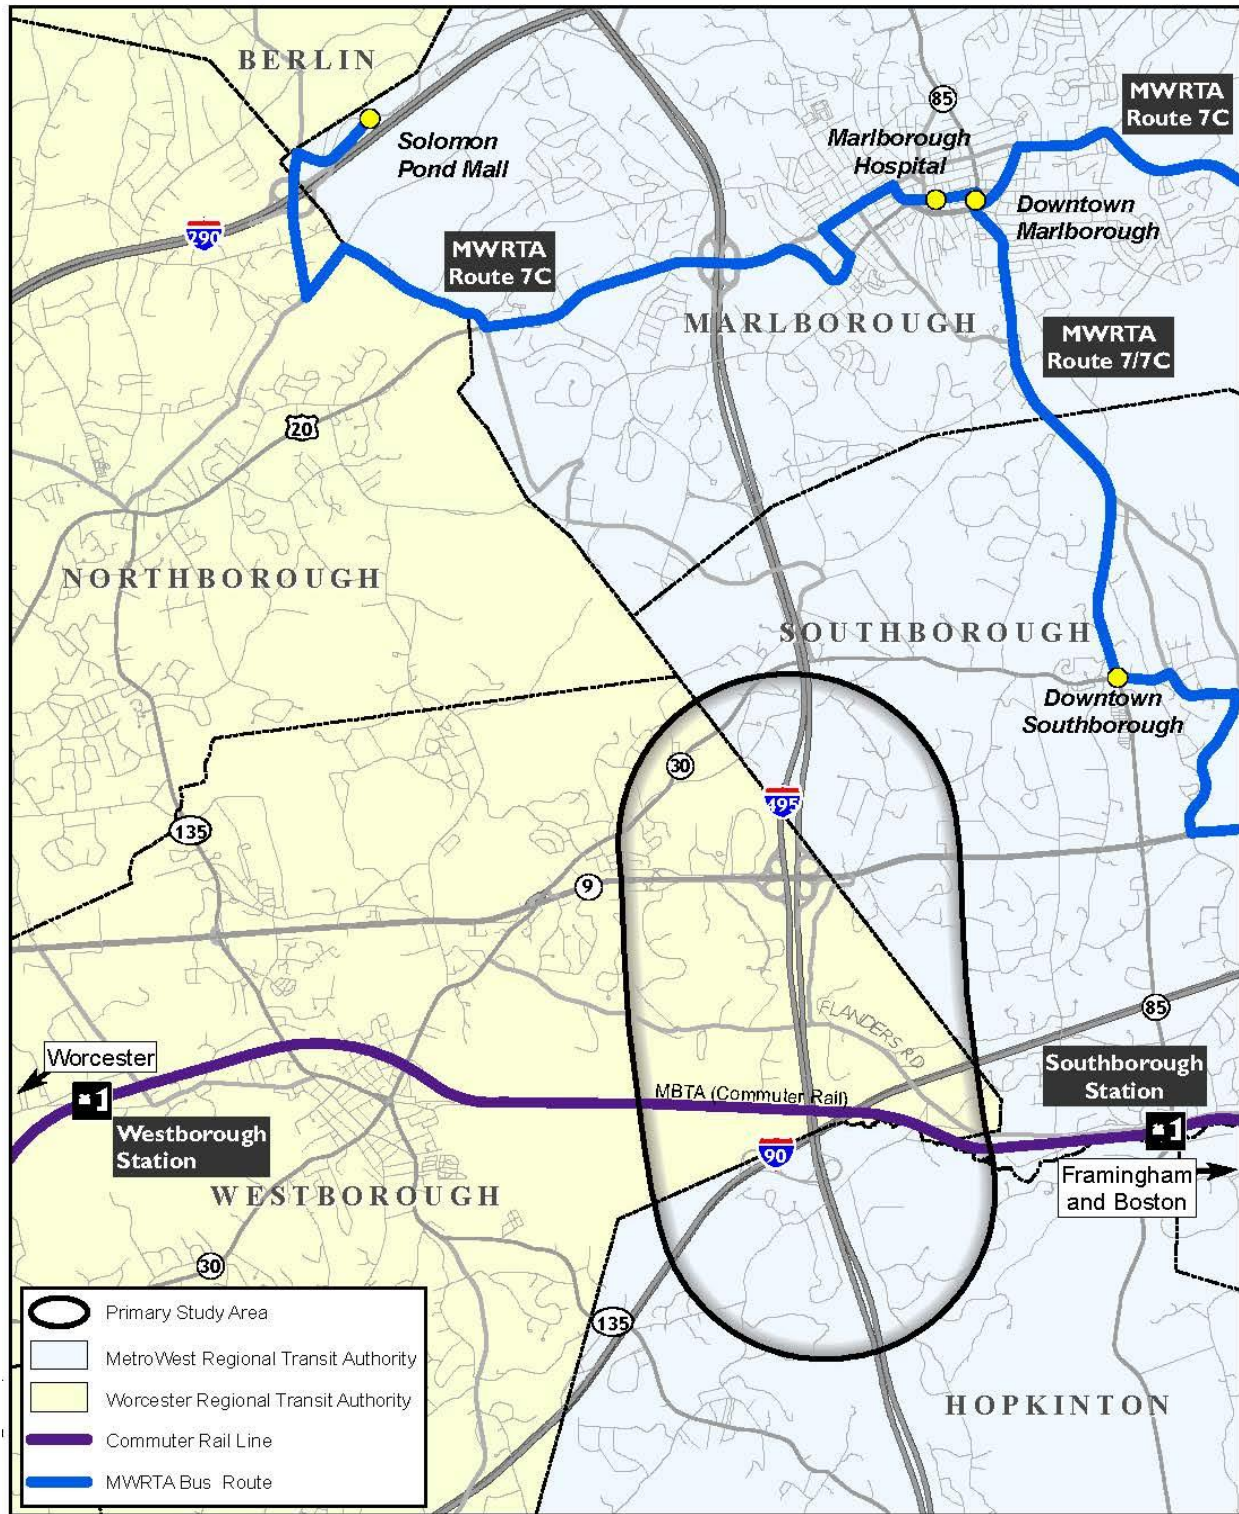 BERLIN
85
MWRTA
Route 7C
Solomon
Pond Mall
Marlborough
Hospital
Downtown
Marlborough
290
MWRTA
Route 7C
MARLBOROUGH
MWRTA
Route 7/7C
20
NORTHBOROUGH
SOUTHBOROUGH
Downtown
Southborough
30
495
135
9
FLANDERS RD
85
Worcester
Southborough
Station
MBTA (Commuter Rail)
Westborough
Station
90
Framingham
and Boston
WESTBOROUGH
30
135
Primary Study Area
MetroWest Regional Transit Authority
Worcester Regional Transit Authority
Commuter Rail Line
MWRTA Bus Route
HOPKINTON